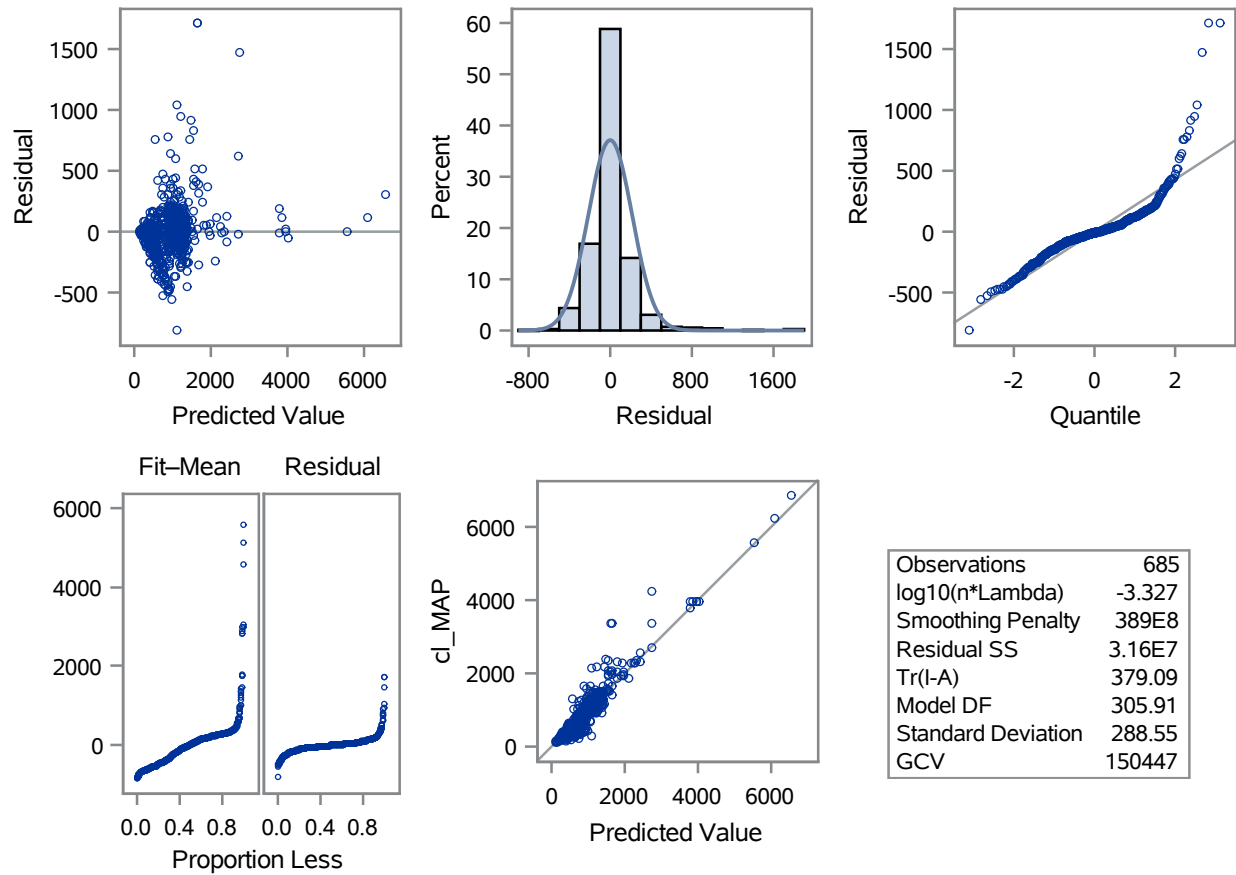 1500
1000
500
0
-500
Residual
0 2000 4000 6000
Predicted Value
60
50
40
30
20
10
0
Percent
-800 0 800 1600
Residual
1500
1000
500
0
-500
Residual
-2 0 2
Quantile
Fit–Mean Residual
6000
4000
2000
0
0.0 0.4 0.8 0.0 0.4 0.8
Proportion Less
6000
4000
2000
0
cl_MAP
0 2000 4000 6000
Predicted Value
Observations 685
log10(n*Lambda) -3.327
Smoothing Penalty 389E8
Residual SS 3.16E7
Tr(I-A) 379.09
Model DF 305.91
Standard Deviation 288.55
GCV 150447